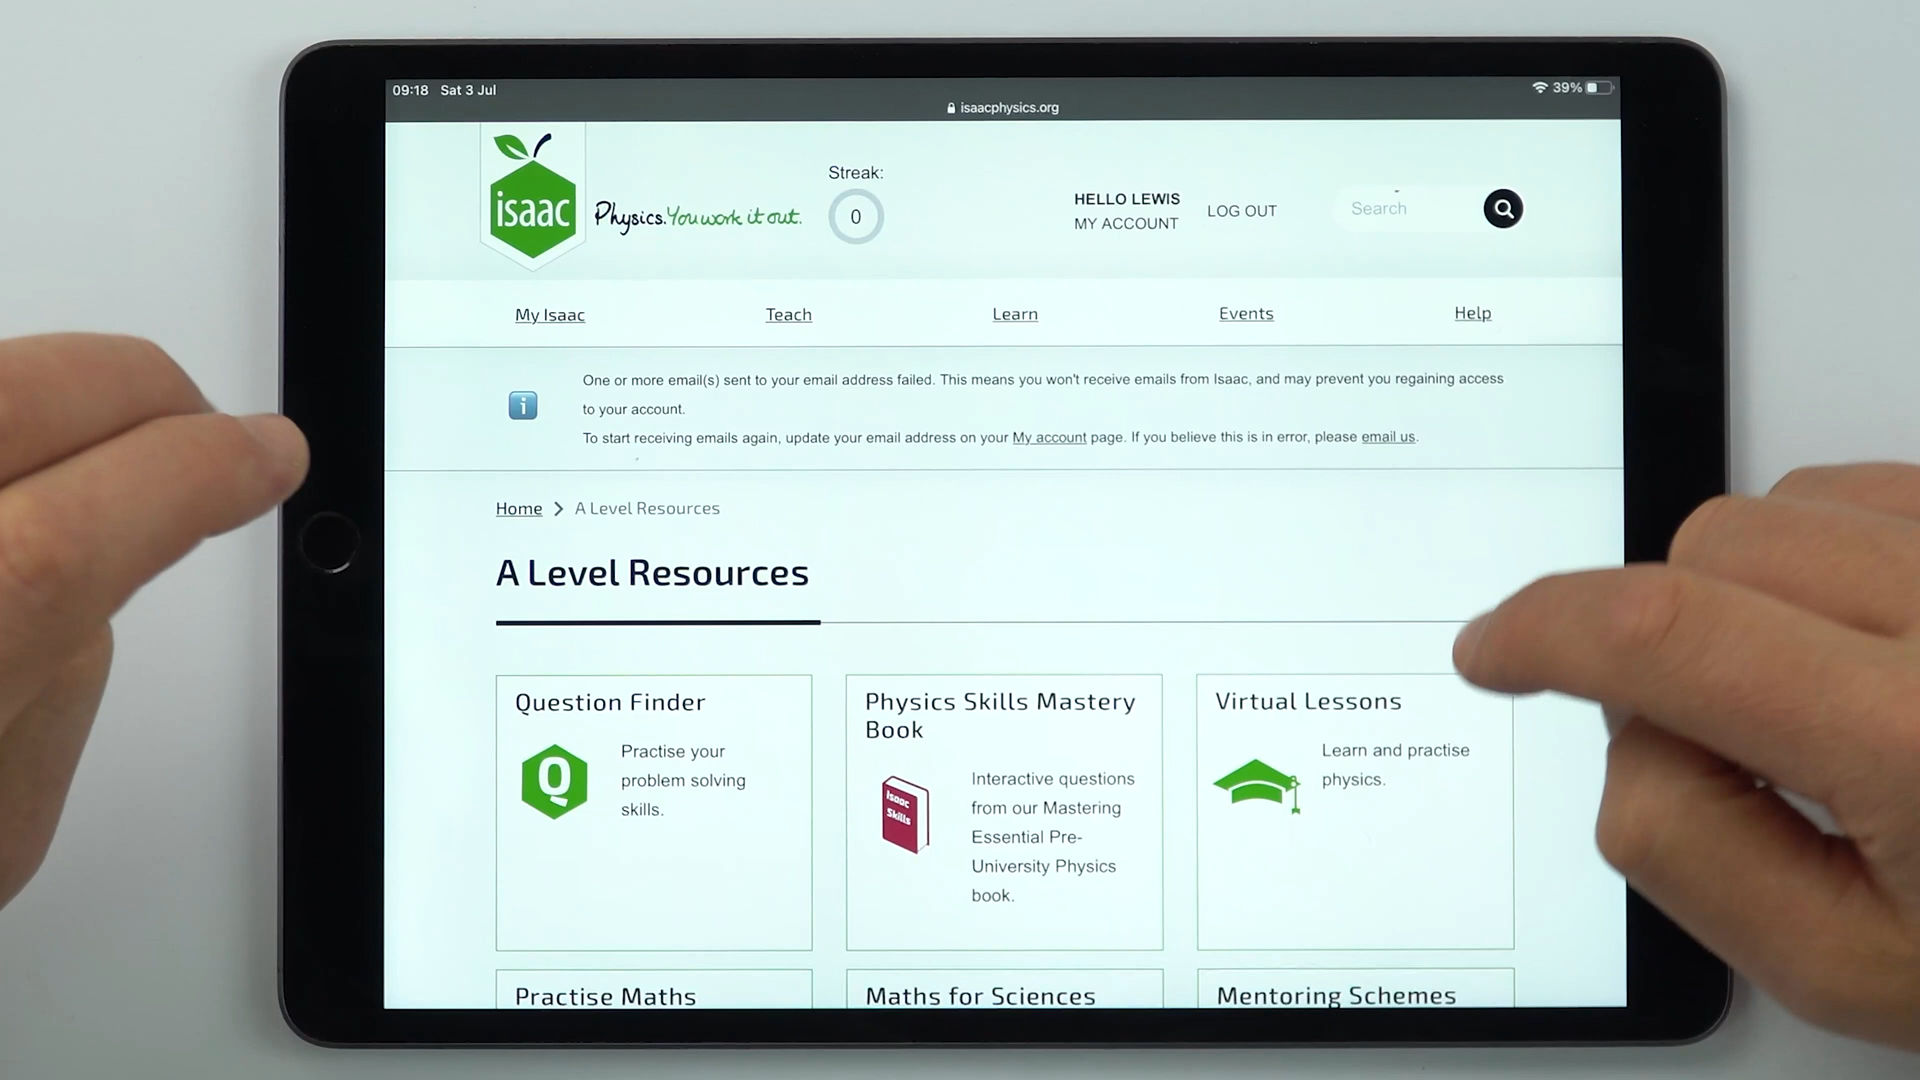 09:18 Sat 3 Jul
39%
isaacphysics.org
isaac
Physics. You work it out.
Streak:
0
HELLO LEWIS
MY ACCOUNT
LOG OUT
Search
My Isaac
Teach
Learn
Events
Help
i
One or more email(s) sent to your email address failed. This means you won't receive emails from Isaac, and may prevent you regaining access
to your account.
To start receiving emails again, update your email address on your My account page. If you believe this is in error, please email us.
Home > A Level Resources
A Level Resources
Question Finder
Q
Practise your
problem solving
skills.
Physics Skills Mastery
Book
Isaac
Skills
Interactive questions
from our Mastering
Essential Pre-
University Physics
book.
Virtual Lessons
Learn and practise
physics.
Practise Maths
Maths for Sciences
Mentoring Schemes